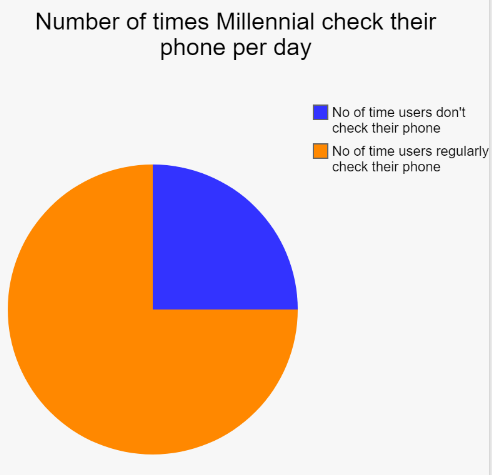 Number of times Millennial check their
phone per day
No of time users don't
check their phone
No of time users regularly
check their phone